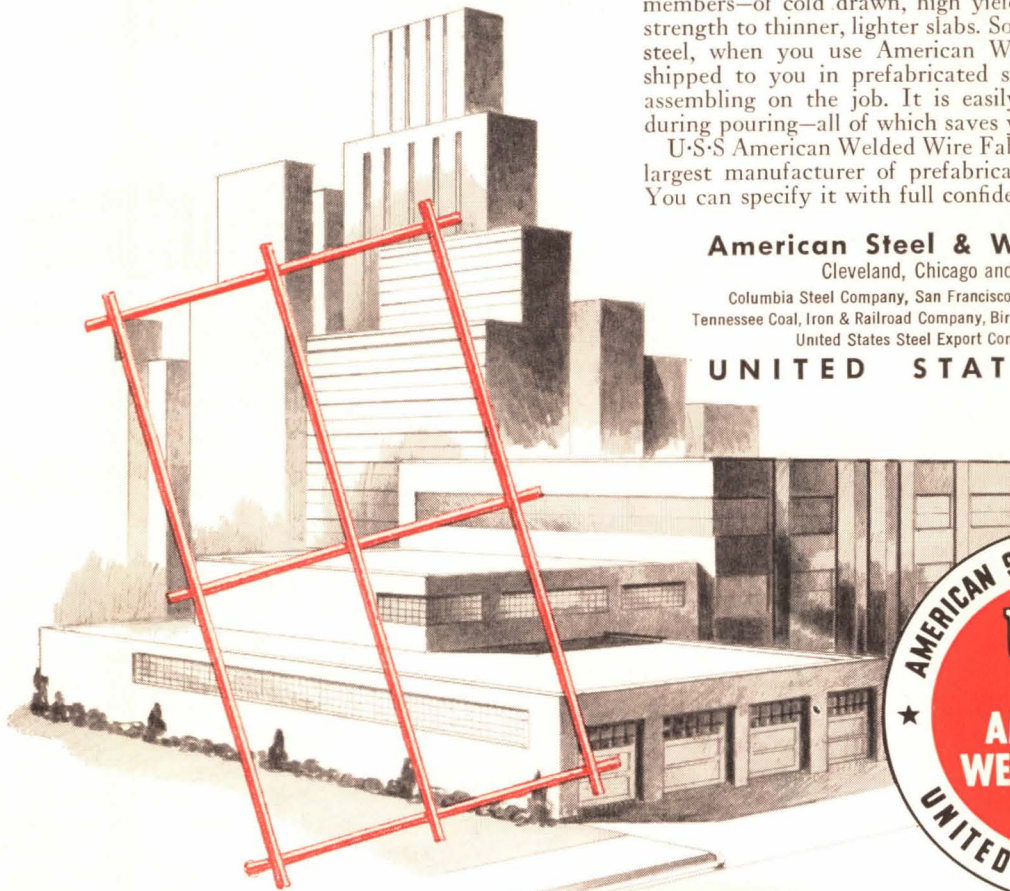 members—of cold drawn, high yiel
strength to thinner, lighter slabs. So
steel, when you use American W
shipped to you in prefabricated s
assembling on the job. It is easily
during pouring—all of which saves
U·S·S American Welded Wire Fa
largest manufacturer of prefabrica
You can specify it with full confide
American Steel & W
Cleveland, Chicago and
Columbia Steel Company, San Francisco
Tennessee Coal, Iron & Railroad Company, Bir
United States Steel Export Cor
UNITED STAT
★ AMERICAN S
A
WE
UNITED